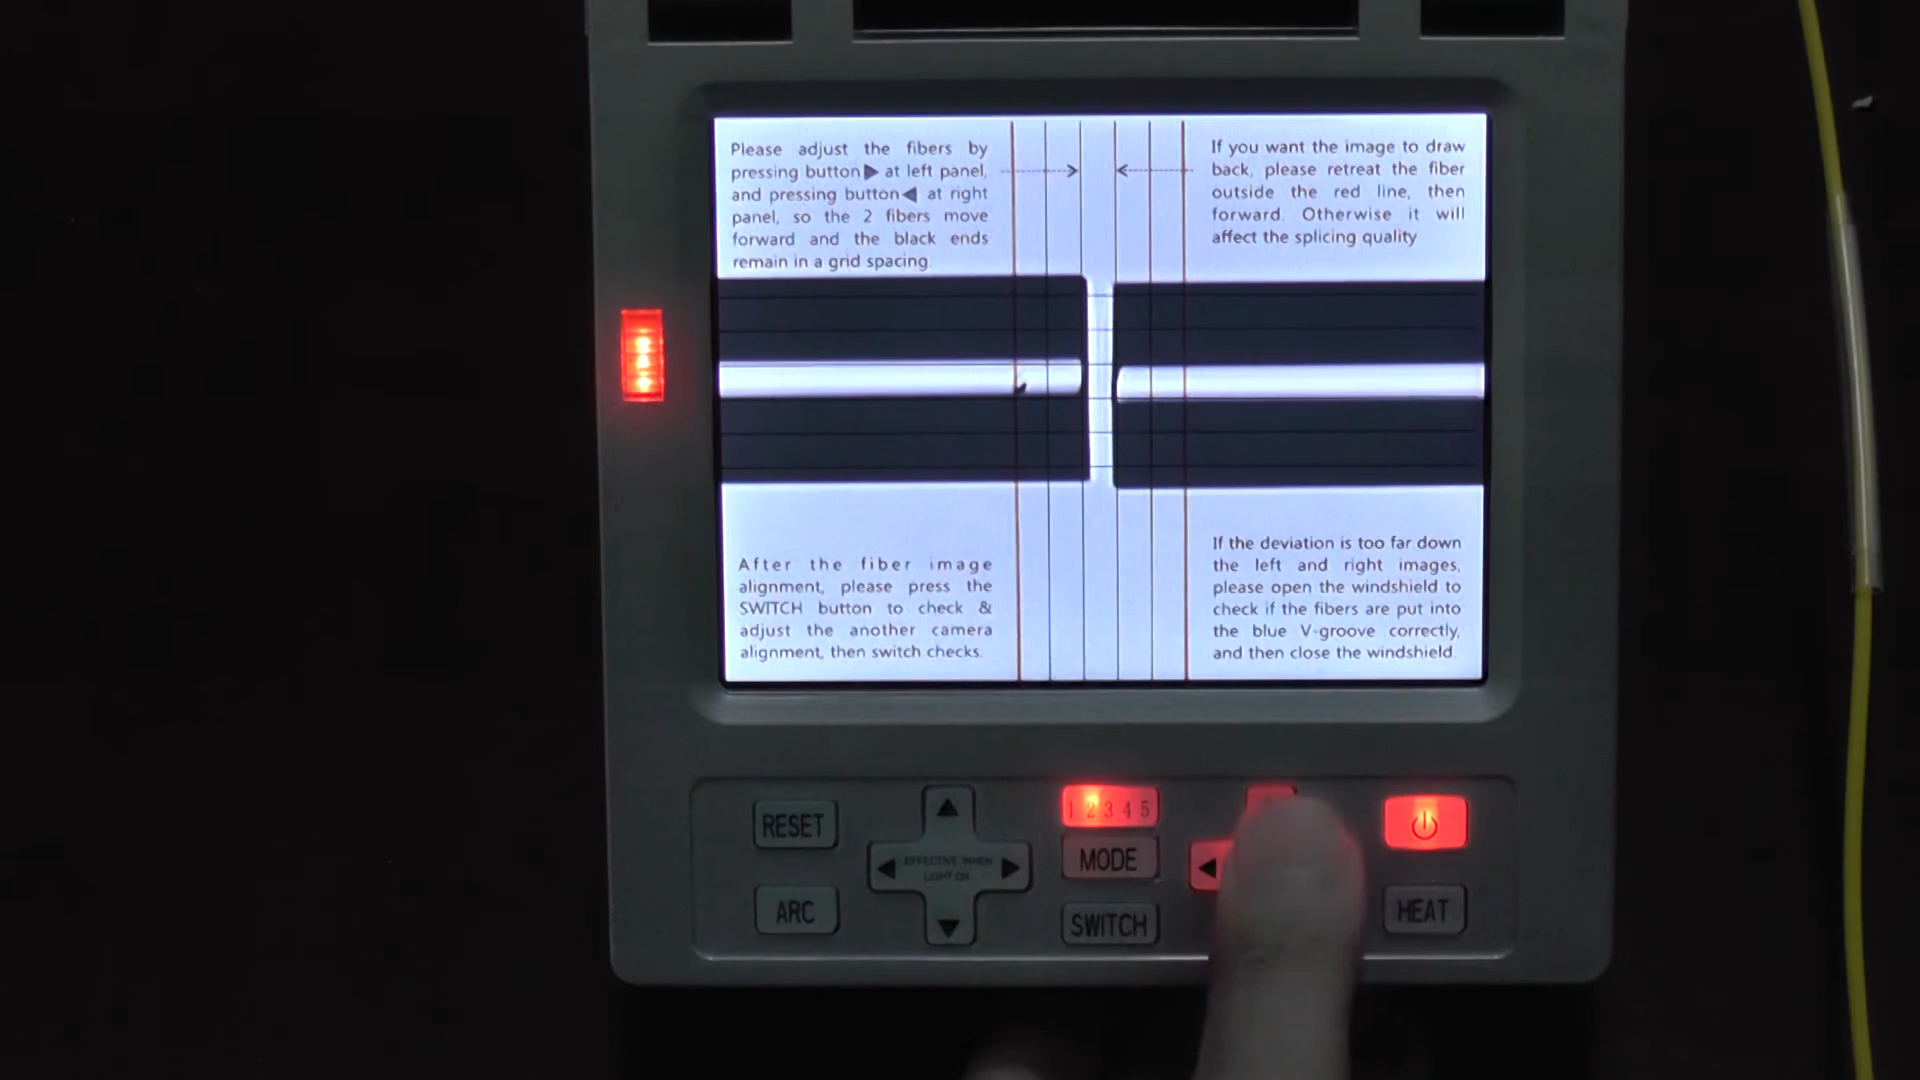 Please adjust the fibers by
pressing button▶ at left panel,
and pressing button◀ at right
panel, so the 2 fibers move
forward and the black ends
remain in a grid spacing.
If you want the image to draw
back, please retreat the fiber
outside the red line, then
forward. Otherwise it will
affect the splicing quality
After the fiber image
alignment, please press the
SWITCH button to check &
adjust the another camera
alignment, then switch checks.
If the deviation is too far down
the left and right images,
please open the windshield to
check if the fibers are put into
the blue V-groove correctly,
and then close the windshield.
RESET
ARC
EFFECTIVE WHEN
LIGHT ON
1 2 3 4 5
MODE
SWITCH
HEAT